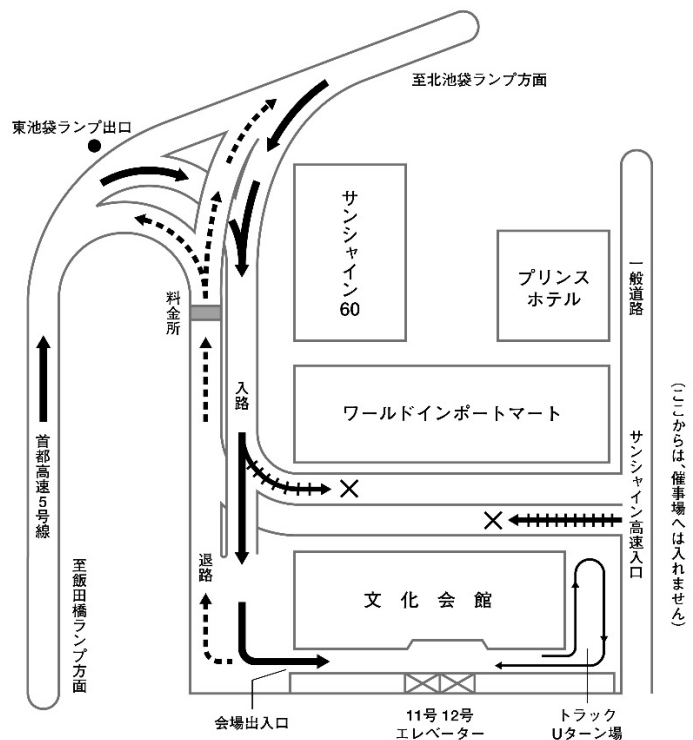 至北池袋ランプ方面
東池袋ランプ出口
サンシャイン60
プリンス
ホテル
一般道路
料金所
入路
ワールドインポートマート
首都高速5号線
サンシャイン高速入口
(ここからは、催事場へは入れません)
退路
文化会館
至飯田橋ランプ方面
会場出入口
11号 12号
エレベーター
トラック
Uターン場